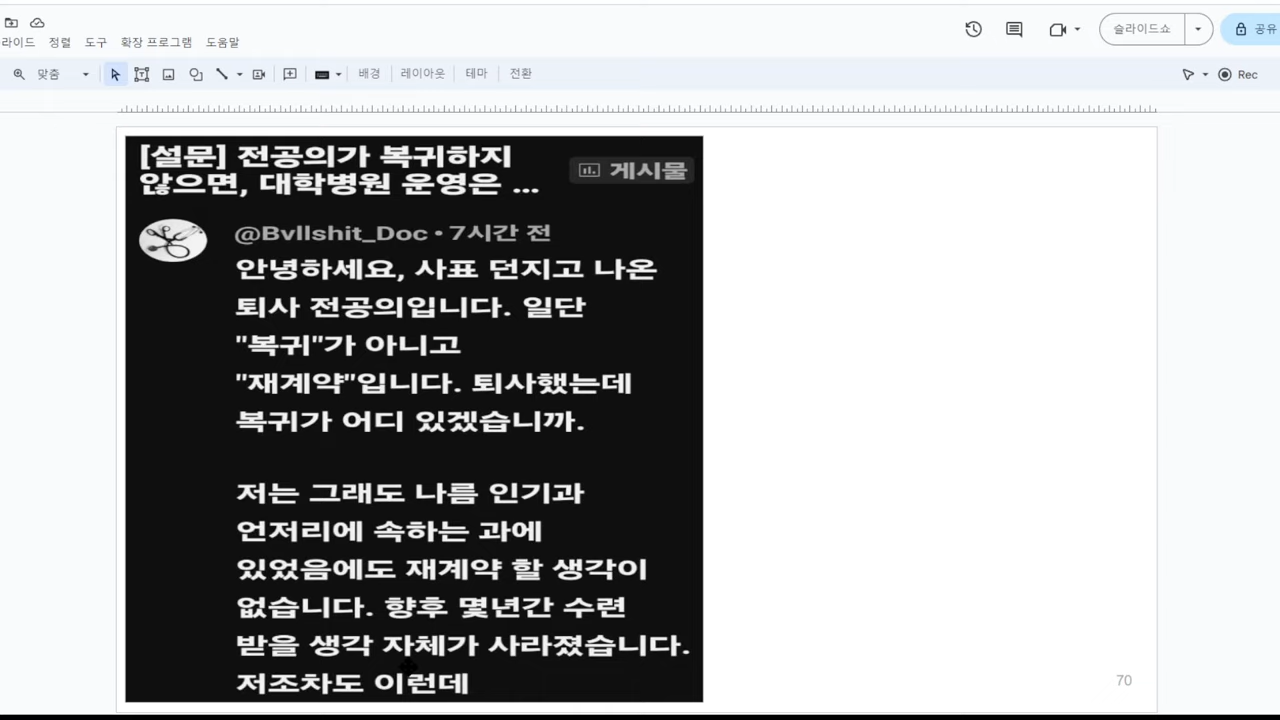 라이드 정렬 도구 확장 프로그램 도움말
슬라이드쇼
공유
맞춤
배경 레이아웃 테마 전환
Rec
[설문] 전공의가 복귀하지
않으면, 대학병원 운영은 ...
게시물
@Bvllshit_Doc • 7시간 전
안녕하세요, 사표 던지고 나온
퇴사 전공의입니다. 일단
"복귀"가 아니고
"재계약"입니다. 퇴사했는데
복귀가 어디 있겠습니까.
저는 그래도 나름 인기과
언저리에 속하는 과에
있었음에도 재계약 할 생각이
없습니다. 향후 몇년간 수련
받을 생각 자체가 사라졌습니다.
저조차도 이런데
70